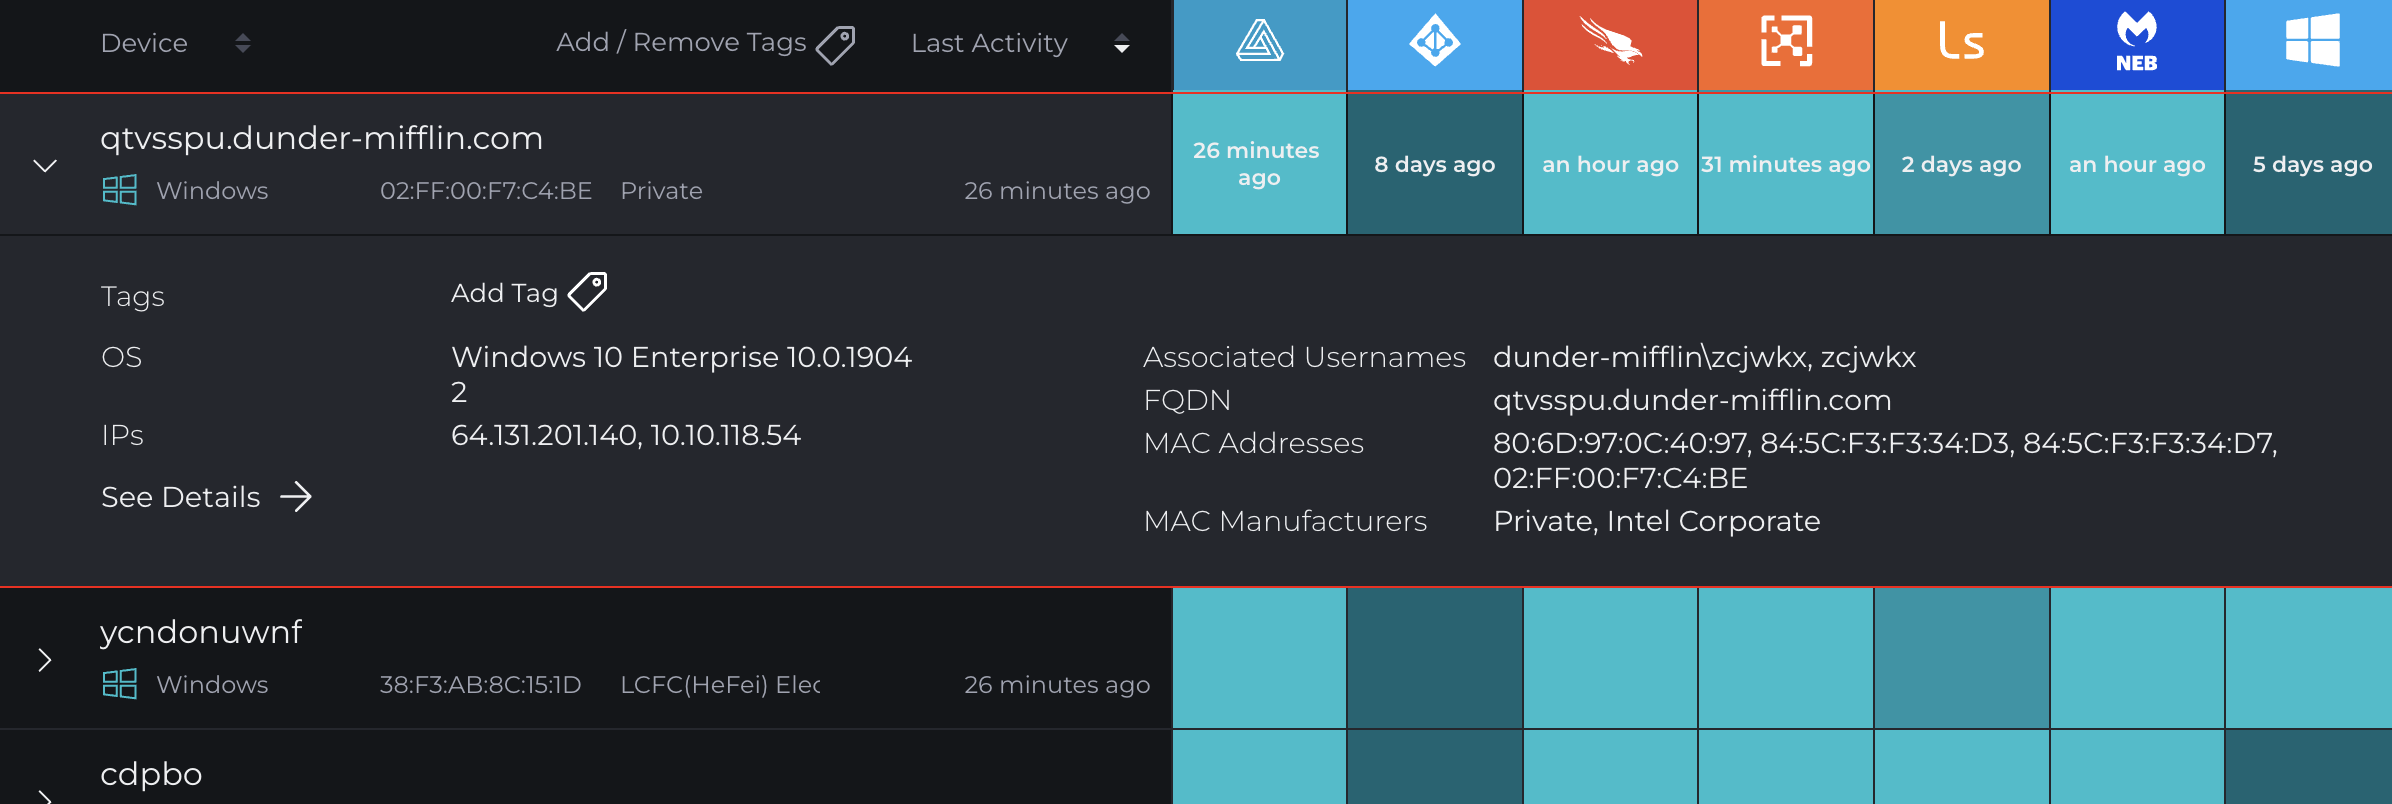 Device
Add / Remove Tags
Last Activity
Ls
NEB
qtvsspu.dunder-mifflin.com
Windows 02:FF:00:F7:C4:BE Private 26 minutes ago
26 minutes
ago
8 days ago
an hour ago
31 minutes ago
2 days ago
an hour ago
5 days ago
Tags Add Tag
OS Windows 10 Enterprise 10.0.1904
2
IPs 64.131.201.140, 10.10.118.54
See Details
Associated Usernames dunder-mifflin\zcjwkx, zcjwkx
FQDN qtvsspu.dunder-mifflin.com
MAC Addresses 80:6D:97:0C:40:97, 84:5C:F3:F3:34:D3, 84:5C:F3:F3:34:D7,
02:FF:00:F7:C4:BE
MAC Manufacturers Private, Intel Corporate
ycndonuwnf
Windows 38:F3:AB:8C:15:1D LCFC(HeFei) Elec 26 minutes ago
cdpbo